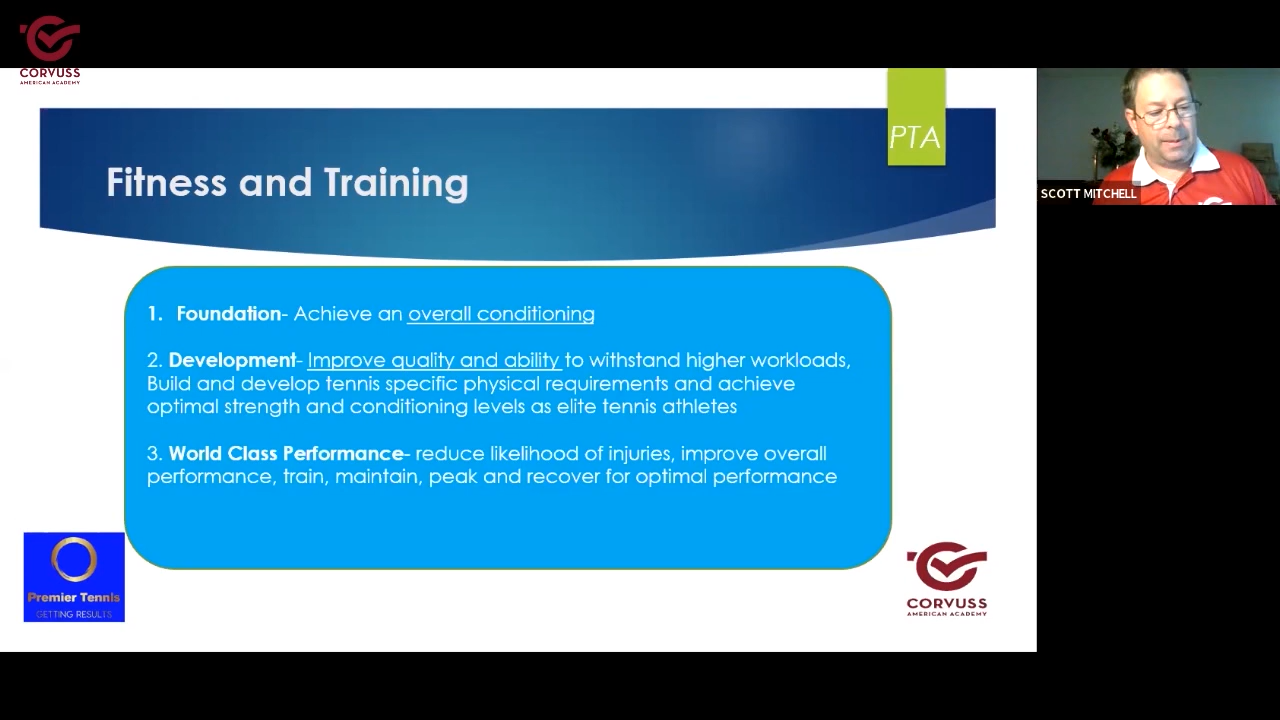 CORVUSS
AMERICAN ACADEMY
PTA
Fitness and Training
SCOTT MITCHELL
1. Foundation- Achieve an overall conditioning
2. Development- Improve quality and ability to withstand higher workloads,
Build and develop tennis specific physical requirements and achieve
optimal strength and conditioning levels as elite tennis athletes
3. World Class Performance- reduce likelihood of injuries, improve overall
performance, train, maintain, peak and recover for optimal performance
Premier Tennis
GETTING RESULTS
CORVUSS
AMERICAN ACADEMY